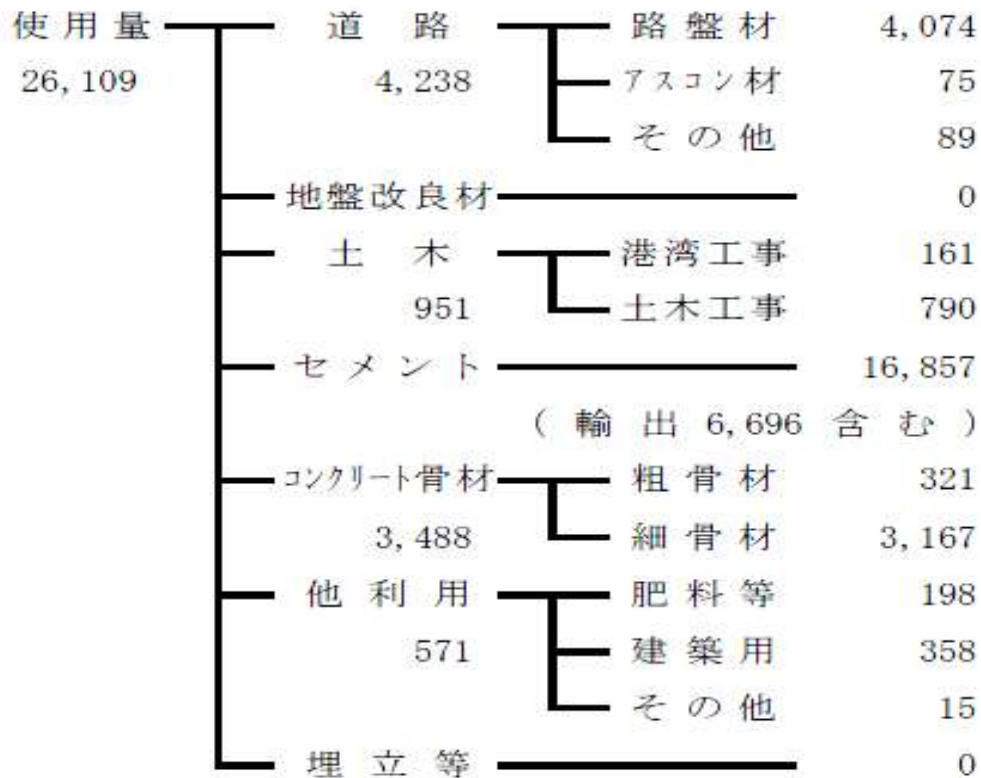 使用量 道路 路盤材 4,074
26,109 4,238 アスコン材 75
その他 89
地盤改良材 0
土木 港湾工事 161
951 土木工事 790
セメント 16,857
(輸出6,696含む)
コンクリート骨材 粗骨材 321
3,488 細骨材 3,167
他利用 肥料等 198
571 建築用 358
その他 15
埋立等 0